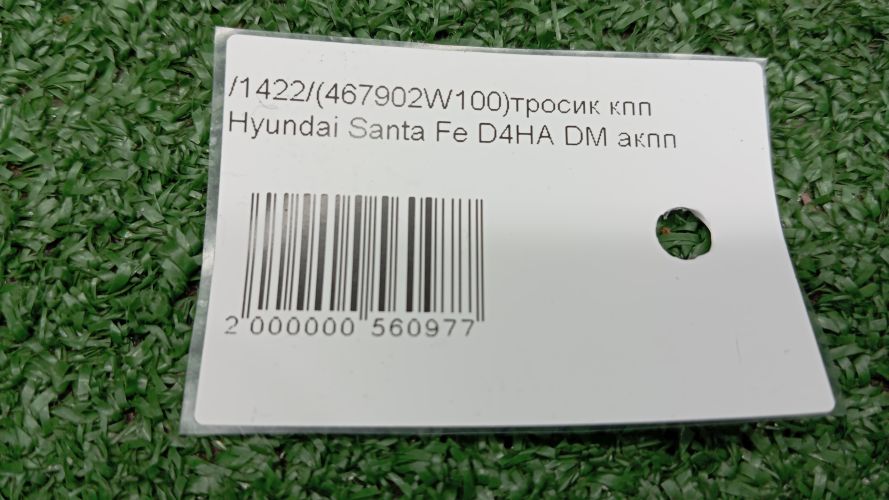 /1422/(467902W100)тросик кпп
Hyundai Santa Fe D4HA DM акпп
2 000000 560977